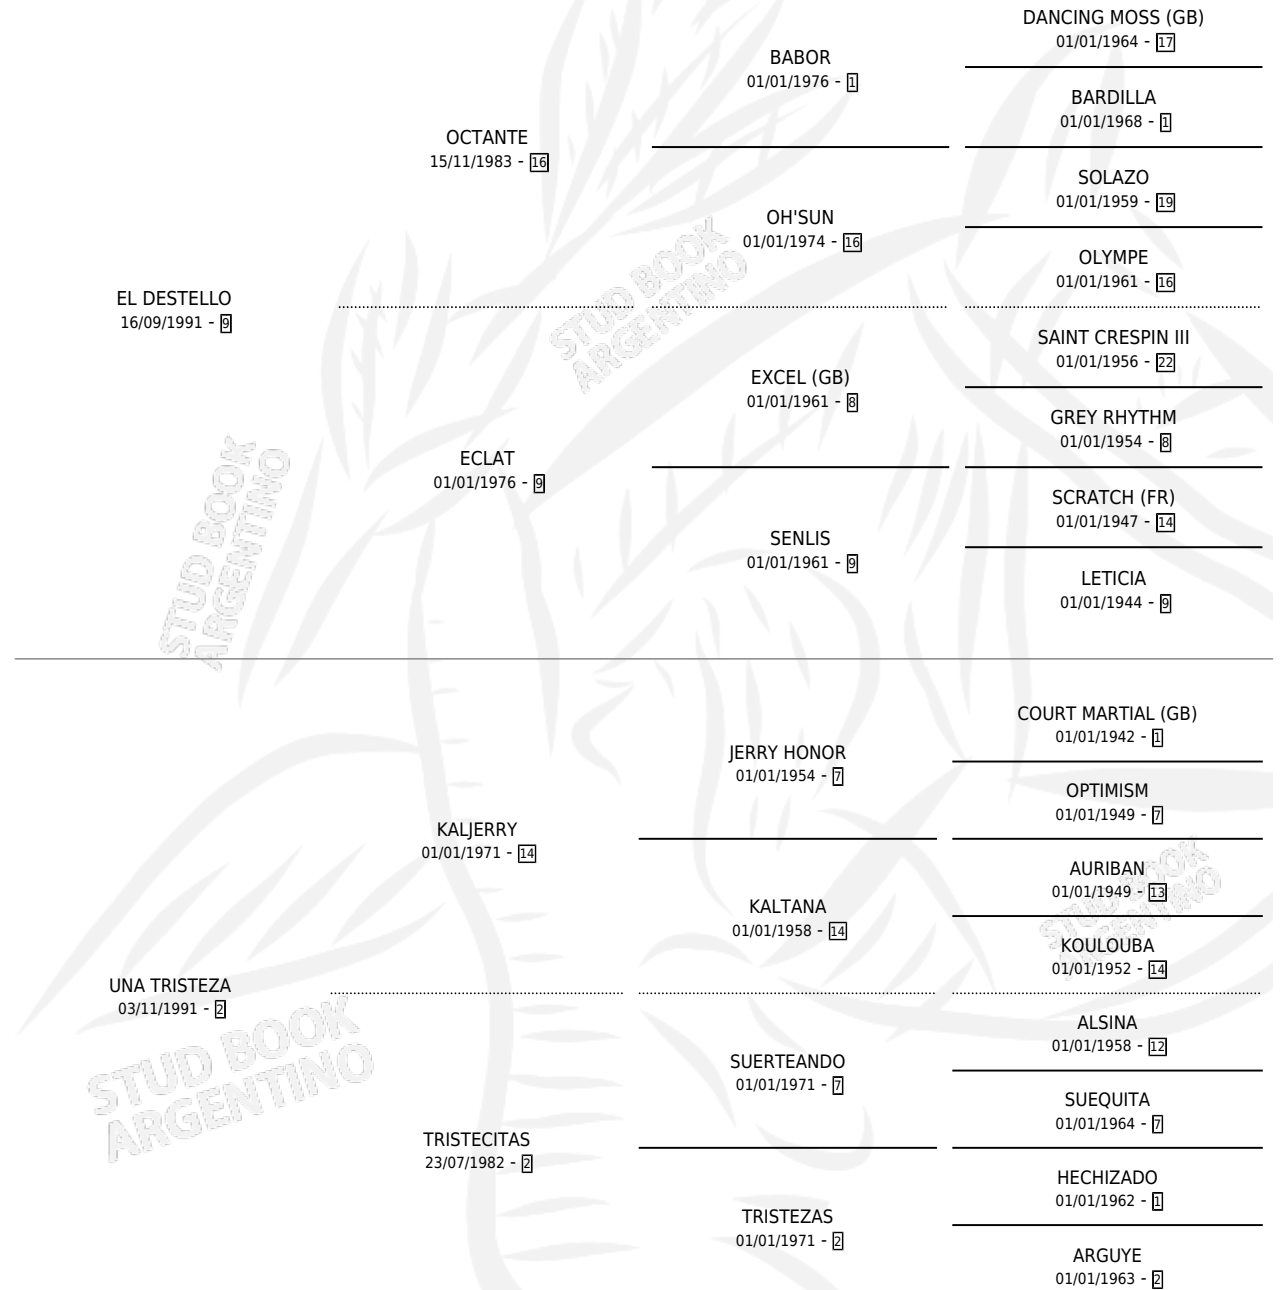 DANCING MOSS (GB)
01/01/1964 - 17
BABOR
01/01/1976 - 1
BARDILLA
01/01/1968 - 1
OCTANTE
15/11/1983 - 16
SOLAZO
01/01/1959 - 19
OH'SUN
01/01/1974 - 16
OLYMPE
01/01/1961 - 16
EL DESTELLO
16/09/1991 - 9
SAINT CRESPIN III
01/01/1956 - 22
EXCEL (GB)
01/01/1961 - 8
GREY RHYTHM
01/01/1954 - 8
ECLAT
01/01/1976 - 9
SCRATCH (FR)
01/01/1947 - 14
SENLIS
01/01/1961 - 9
LETICIA
01/01/1944 - 9
COURT MARTIAL (GB)
01/01/1942 - 1
JERRY HONOR
01/01/1954 - 7
OPTIMISM
01/01/1949 - 7
KALJERRY
01/01/1971 - 14
AURIBAN
01/01/1949 - 13
KALTANA
01/01/1958 - 14
KOULOUBA
01/01/1952 - 14
UNA TRISTEZA
03/11/1991 - 2
ALSINA
01/01/1958 - 12
SUERTEANDO
01/01/1971 - 7
SUEQUITA
01/01/1964 - 7
TRISTECITAS
23/07/1982 - 2
HECHIZADO
01/01/1962 - 1
TRISTEZAS
01/01/1971 - 2
ARGUYE
01/01/1963 - 2
STUD BOOK
ARGENTINO
STUD BOOK
ARGENTINO
STUD BOOK
ARGENTINO
STUD BOOK
ARGENTINO